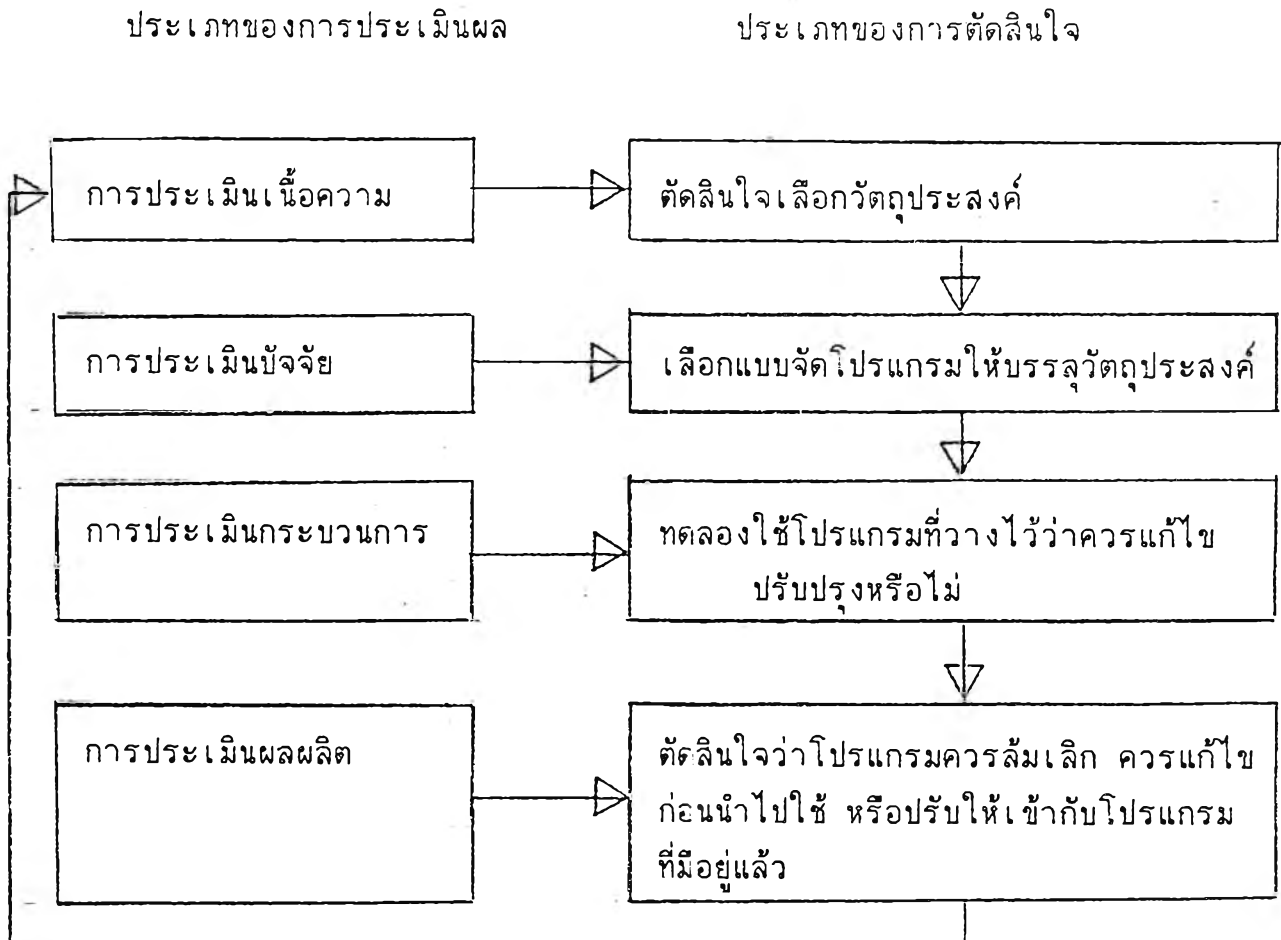 ประเภทของการประเมินผล
ประเภทของการตัดสินใจ
การประเมินเนื้อความ
ตัดสินใจเลือกวัตถุประสงค์
การประเมินปัจจัย
เลือกแบบจัดโปรแกรมให้บรรลุวัตถุประสงค์
การประเมินกระบวนการ
ทดลองใช้โปรแกรมที่วางไว้ว่าควรแก้ไข
ปรับปรุงหรือไม่
การประเมินผลผลิต
ตัดสินใจว่าโปรแกรมควรล้มเลิก ควรแก้ไข
ก่อนนำไปใช้ หรือปรับให้เข้ากับโปรแกรม
ที่มีอยู่แล้ว